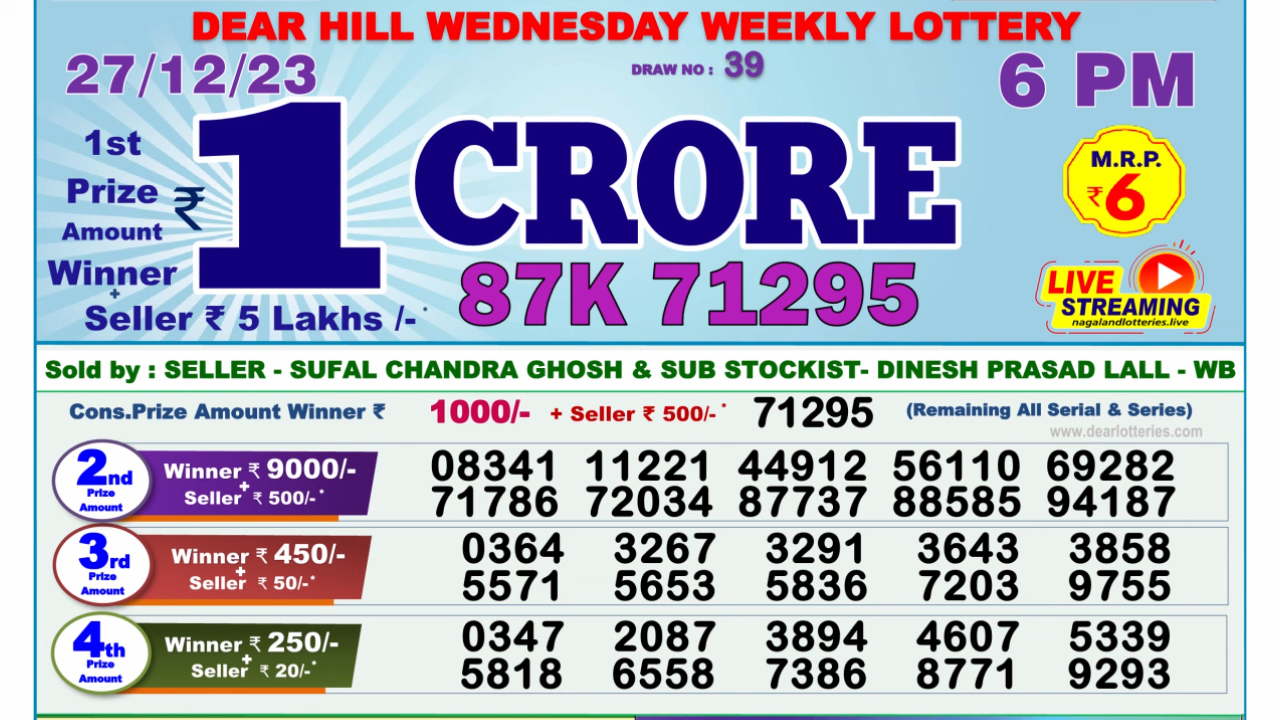 DEAR HILL WEDNESDAY WEEKLY LOTTERY
27/12/23
DRAW NO : 39
6 PM
1st
Prize
Amount
Winner
+
Seller ₹ 5 Lakhs /- *
₹ 1 CRORE
87K 71295
M.R.P.
₹6
LIVE
STREAMING
nagalandlotteries.live
Sold by : SELLER - SUFAL CHANDRA GHOSH & SUB STOCKIST- DINESH PRASAD LALL - WB
Cons.Prize Amount Winner ₹ 1000/- + Seller ₹ 500/- * 71295 (Remaining All Serial & Series)
www.dearlotteries.com
2nd
Prize
Amount
Winner ₹ 9000/-
+
Seller ₹ 500/- *
08341 11221 44912 56110 69282
71786 72034 87737 88585 94187
3rd
Prize
Amount
Winner ₹ 450/-
+
Seller ₹ 50/- *
0364 3267 3291 3643 3858
5571 5653 5836 7203 9755
4th
Prize
Amount
Winner ₹ 250/-
+
Seller ₹ 20/- *
0347 2087 3894 4607 5339
5818 6558 7386 8771 9293